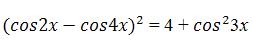 (cos2x − cos4x)² = 4 + cos²3x